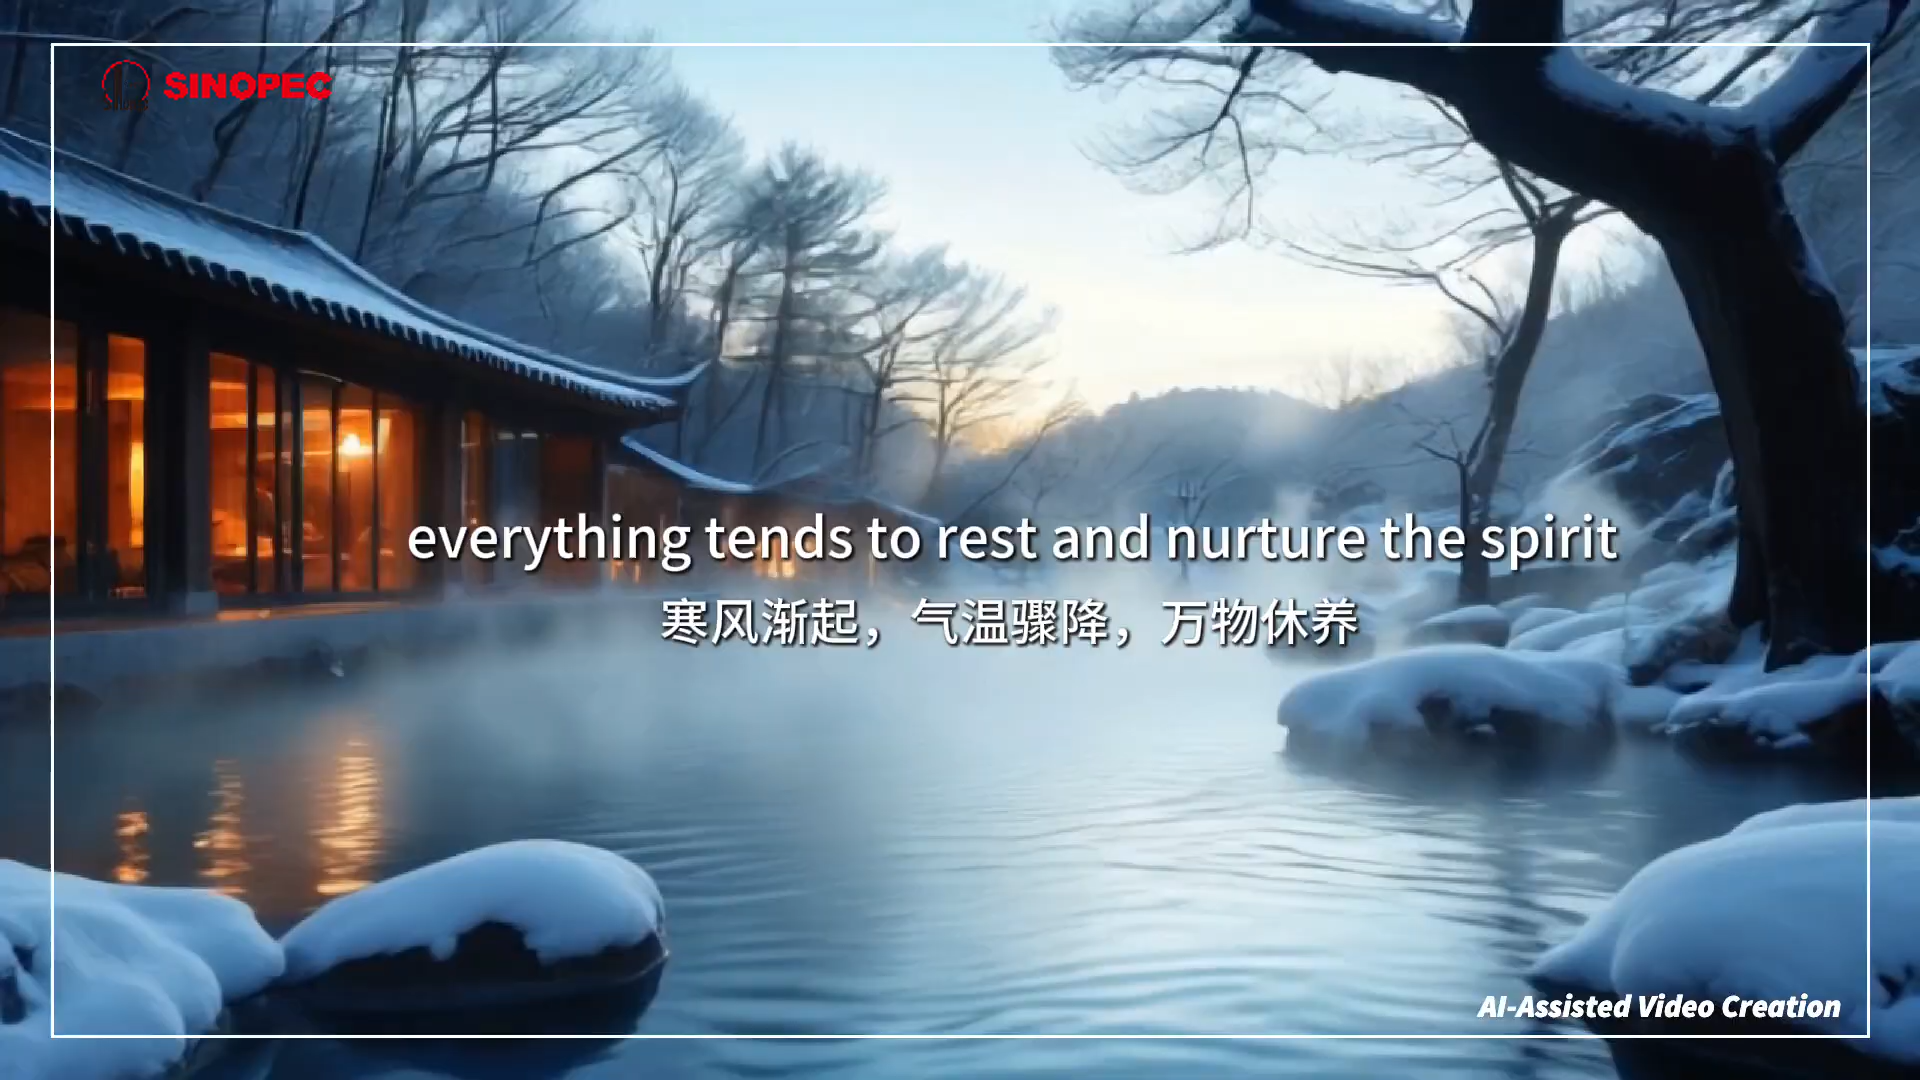 SINOPEC
everything tends to rest and nurture the spirit
寒风渐起，气温骤降，万物休养
AI-Assisted Video Creation